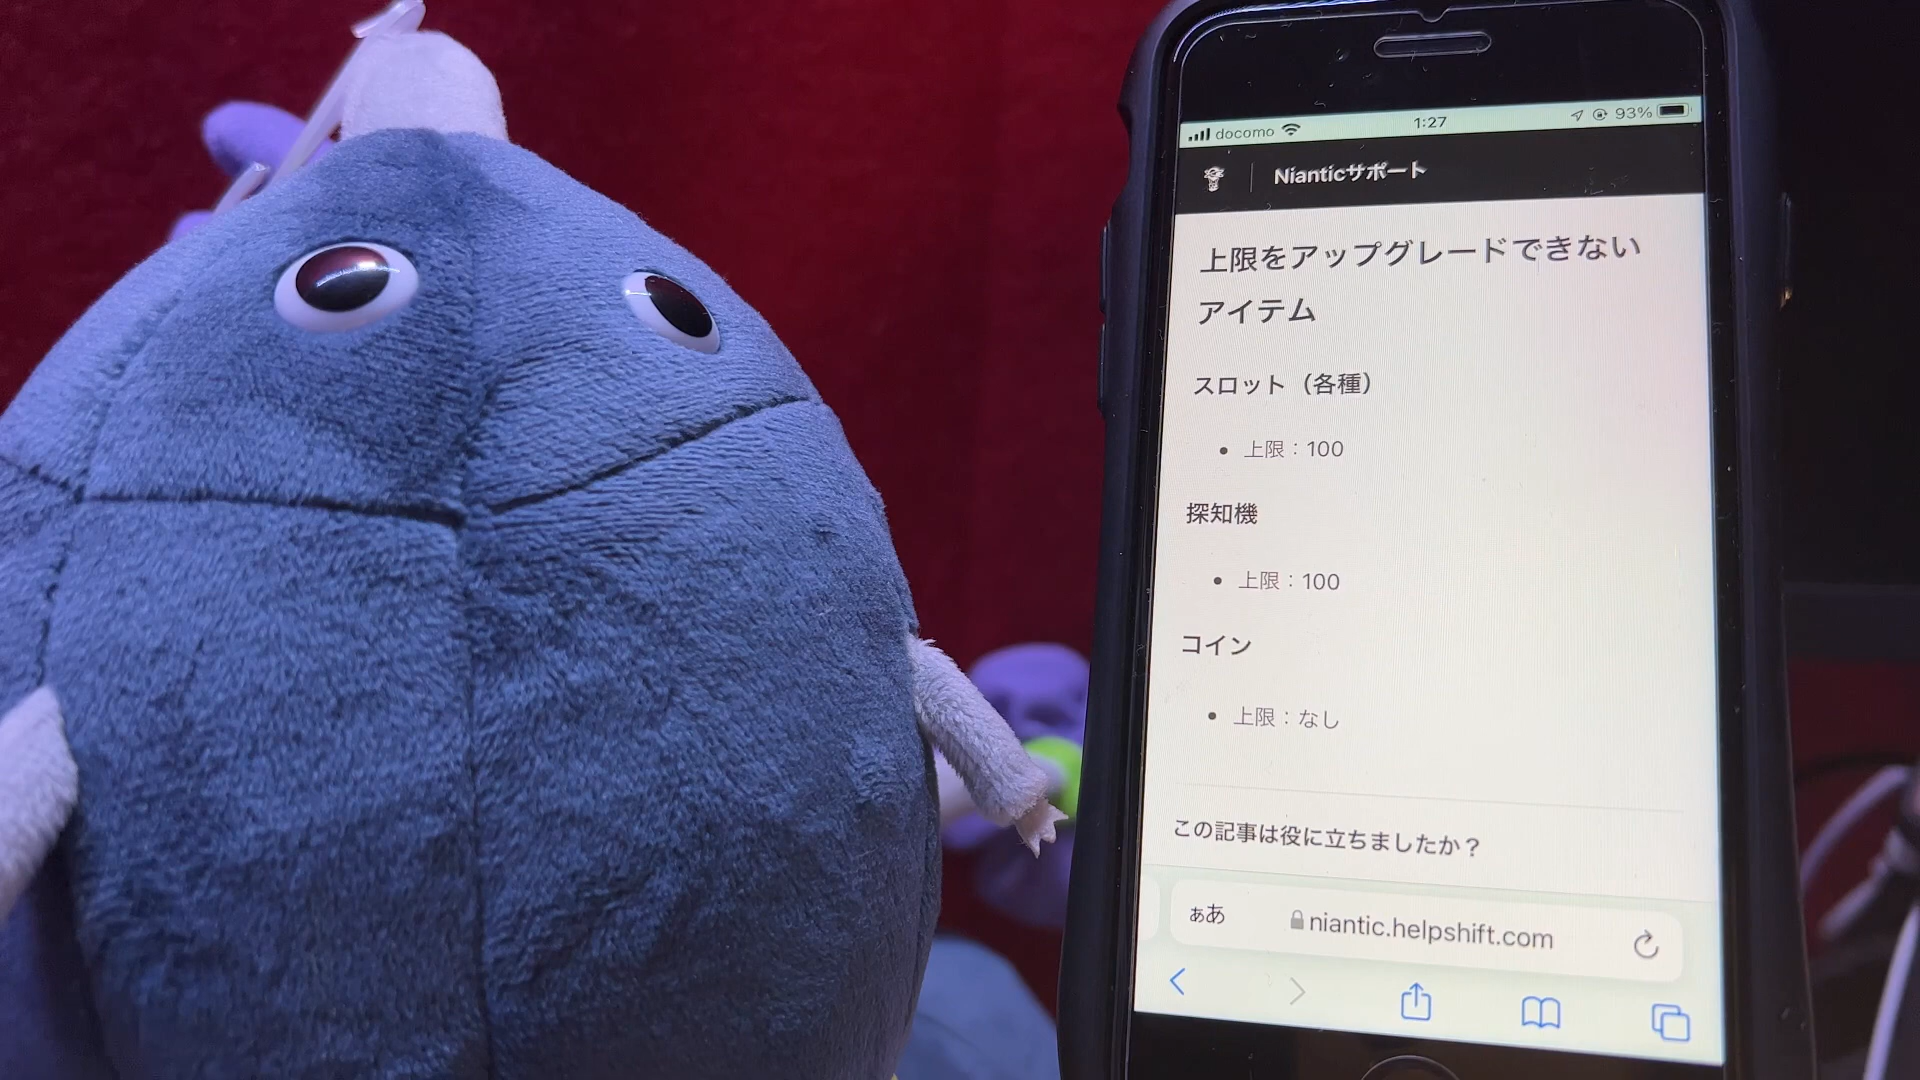 docomo 1:27 93%
Nianticサポート
上限をアップグレードできない
アイテム
スロット（各種）
• 上限：100
探知機
• 上限：100
コイン
• 上限：なし
この記事は役に立ちましたか？
ぁあ niantic.helpshift.com